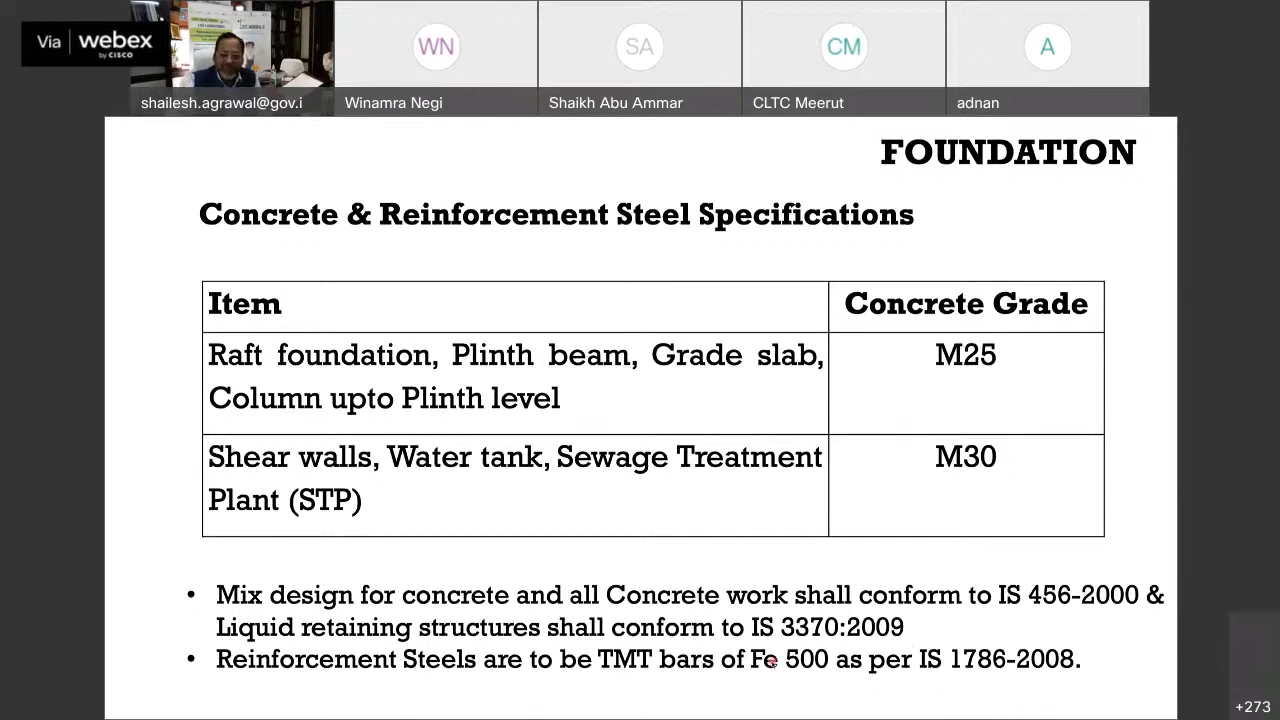 Via webex
by CISCO
WN
SA
CM
A
shailesh.agrawal@gov.i
Winamra Negi
Shaikh Abu Ammar
CLTC Meerut
adnan
FOUNDATION
Concrete & Reinforcement Steel Specifications
Item
Concrete Grade
Raft foundation, Plinth beam, Grade slab,
Column upto Plinth level
M25
Shear walls, Water tank, Sewage Treatment
Plant (STP)
M30
• Mix design for concrete and all Concrete work shall conform to IS 456-2000 &
Liquid retaining structures shall conform to IS 3370:2009
• Reinforcement Steels are to be TMT bars of Fe 500 as per IS 1786-2008.
+273